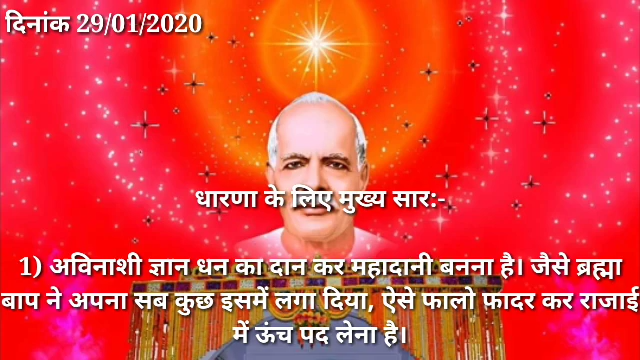 दिनांक 29/01/2020
धारणा के लिए मुख्य सार:-
1) अविनाशी ज्ञान धन का दान कर महादानी बनना है। जैसे ब्रह्मा
बाप ने अपना सब कुछ इसमें लगा दिया, ऐसे फालो फादर कर राजाई
में ऊंच पद लेना है।